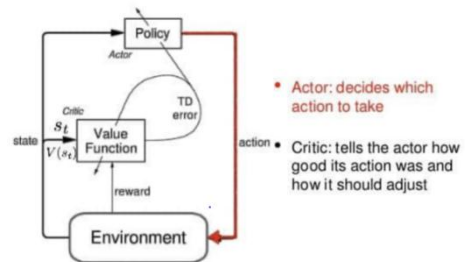 Policy
Actor
TD
error
Critic
s_t
V(s_t)
Value
Function
state
action
reward
Environment
• Actor: decides which
action to take
• Critic: tells the actor how
good its action was and
how it should adjust